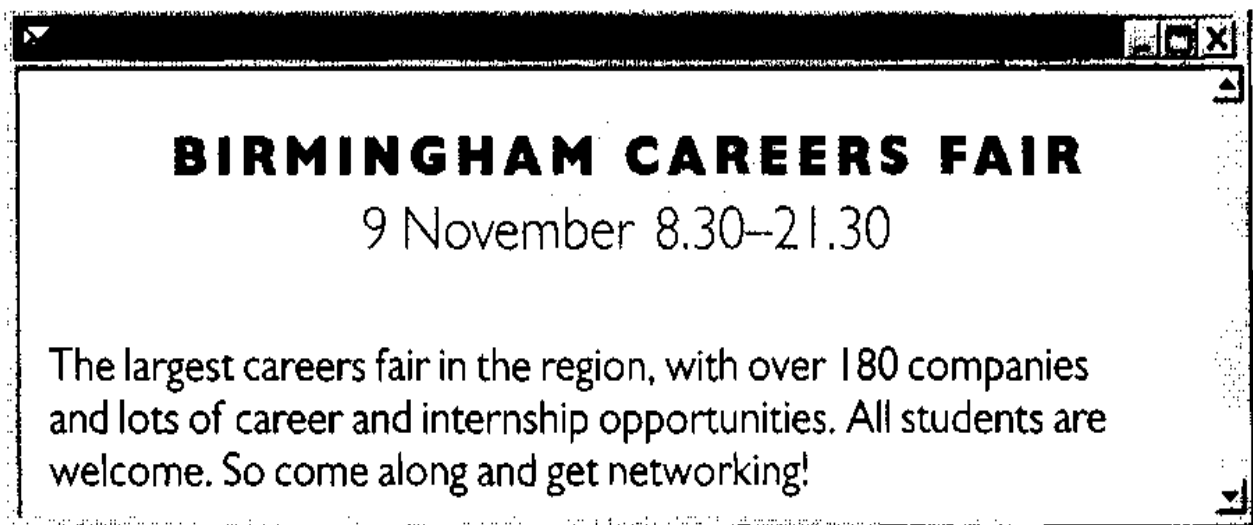 BIRMINGHAM CAREERS FAIR
9 November 8.30–21.30
The largest careers fair in the region, with over 180 companies
and lots of career and internship opportunities. All students are
welcome. So come along and get networking!